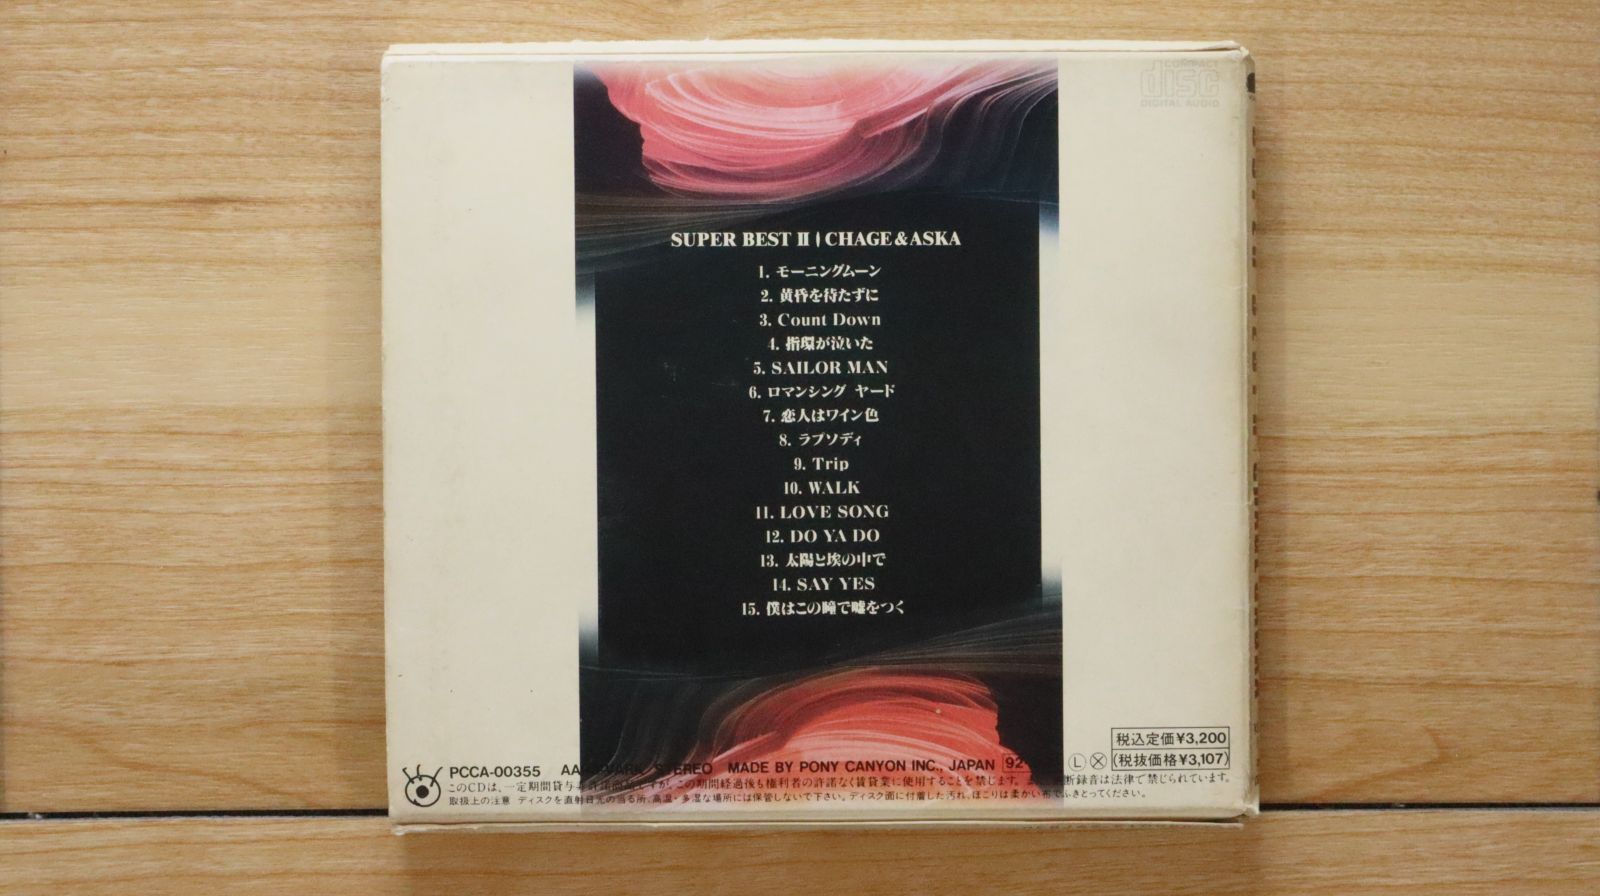 COMPACT
disc
DIGITAL AUDIO
SUPER BEST II CHAGE&ASKA
1. モーニングムーン
2. 黄昏を待たずに
3. Count Down
4. 指環が泣いた
5. SAILOR MAN
6. ロマンシング ヤード
7. 恋人はワイン色
8. ラプソディ
9. Trip
10. WALK
11. LOVE SONG
12. DO YA DO
13. 太陽と埃の中で
14. SAY YES
15. 僕はこの瞳で嘘をつく
税込定価¥3,200
(税抜価格¥3,107)
PCCA-00355 STEREO MADE BY PONY CANYON INC., JAPAN 92 L X
このCDは、一定期間貸与 この期間経過後も権利者の許諾なく賃貸業に使用することを禁じます。 断録音は法律で禁じられています。
取扱上の注意 ディスクを直射日光の当る所、高温・多湿な場所には保管しないで下さい。ディスク面に付着した汚れ、ほこりは柔かい布でふきとってください。